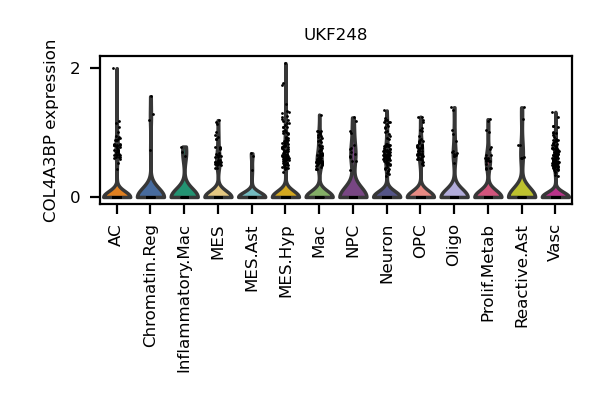 UKF248
COL4A3BP expression
2
0
AC
Chromatin.Reg
Inflammatory.Mac
MES
MES.Ast
MES.Hyp
Mac
NPC
Neuron
OPC
Oligo
Prolif.Metab
Reactive.Ast
Vasc